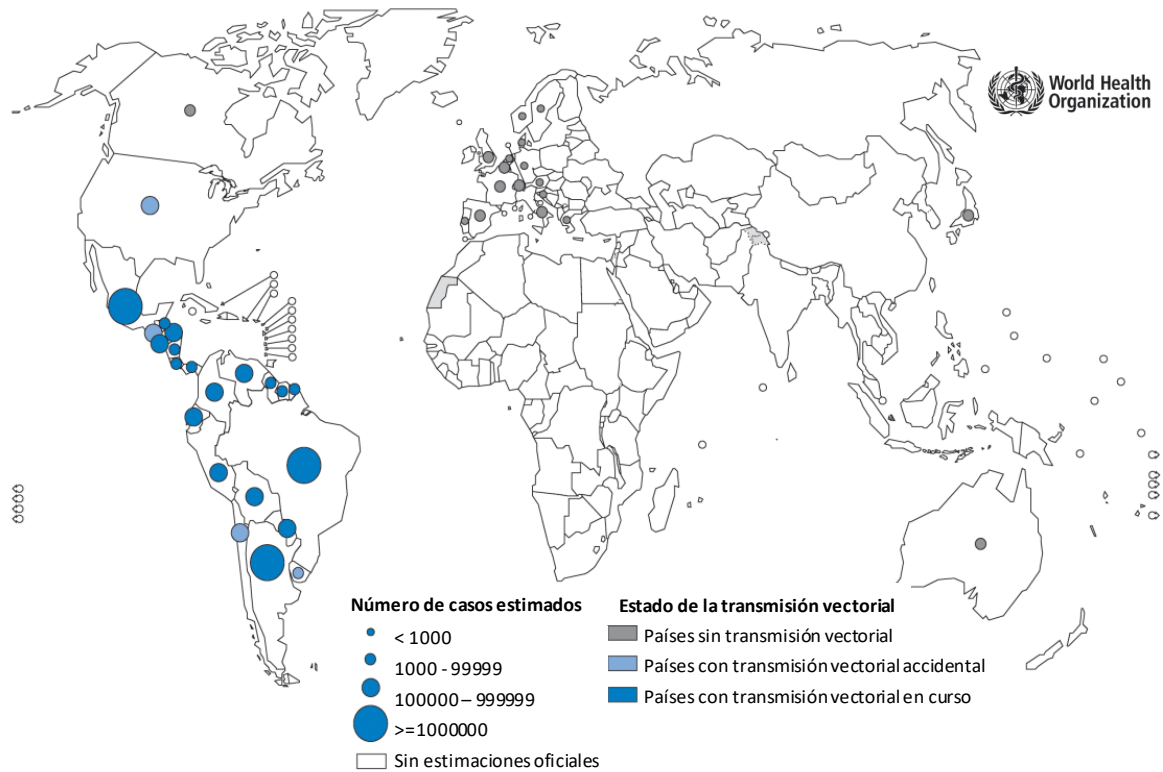 World Health
Organization
Número de casos estimados
< 1000
1000 - 99999
100000 – 999999
>=1000000
Sin estimaciones oficiales
Estado de la transmisión vectorial
Países sin transmisión vectorial
Países con transmisión vectorial accidental
Países con transmisión vectorial en curso